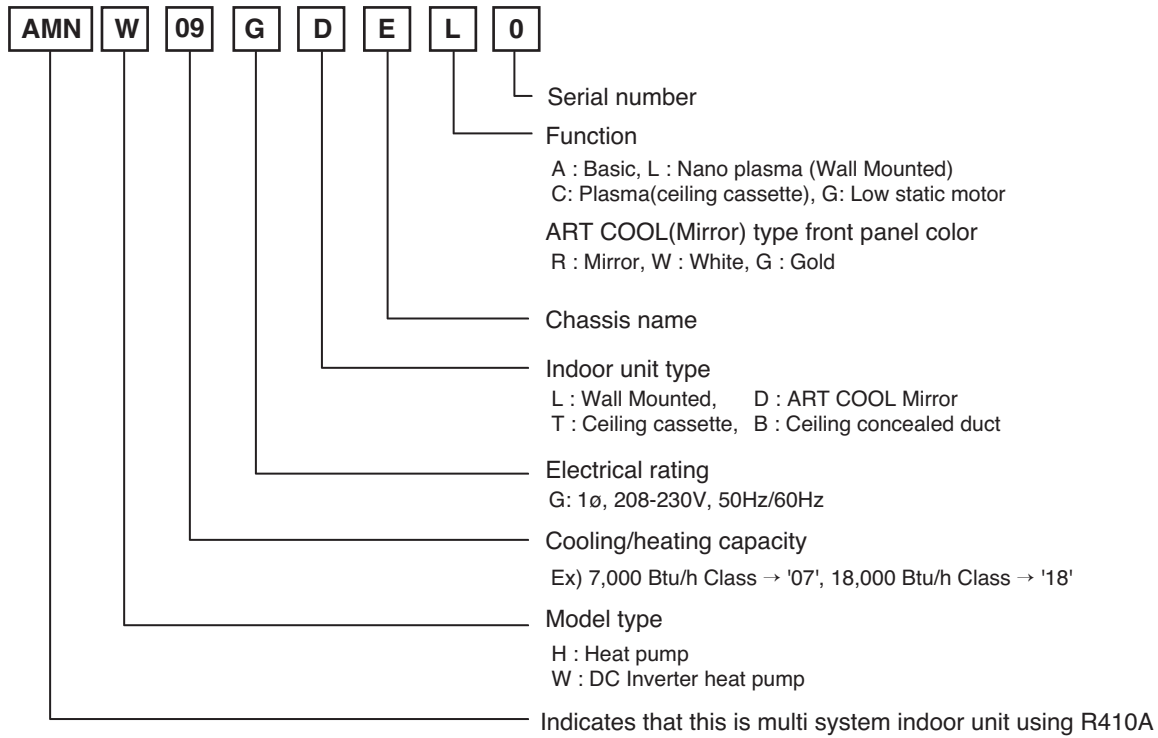 AMN W 09 G D E L 0
Serial number
Function
A : Basic, L : Nano plasma (Wall Mounted)
C: Plasma(ceiling cassette), G: Low static motor
ART COOL(Mirror) type front panel color
R : Mirror, W : White, G : Gold
Chassis name
Indoor unit type
L : Wall Mounted, D : ART COOL Mirror
T : Ceiling cassette, B : Ceiling concealed duct
Electrical rating
G: 1ø, 208-230V, 50Hz/60Hz
Cooling/heating capacity
Ex) 7,000 Btu/h Class → '07', 18,000 Btu/h Class → '18'
Model type
H : Heat pump
W : DC Inverter heat pump
Indicates that this is multi system indoor unit using R410A